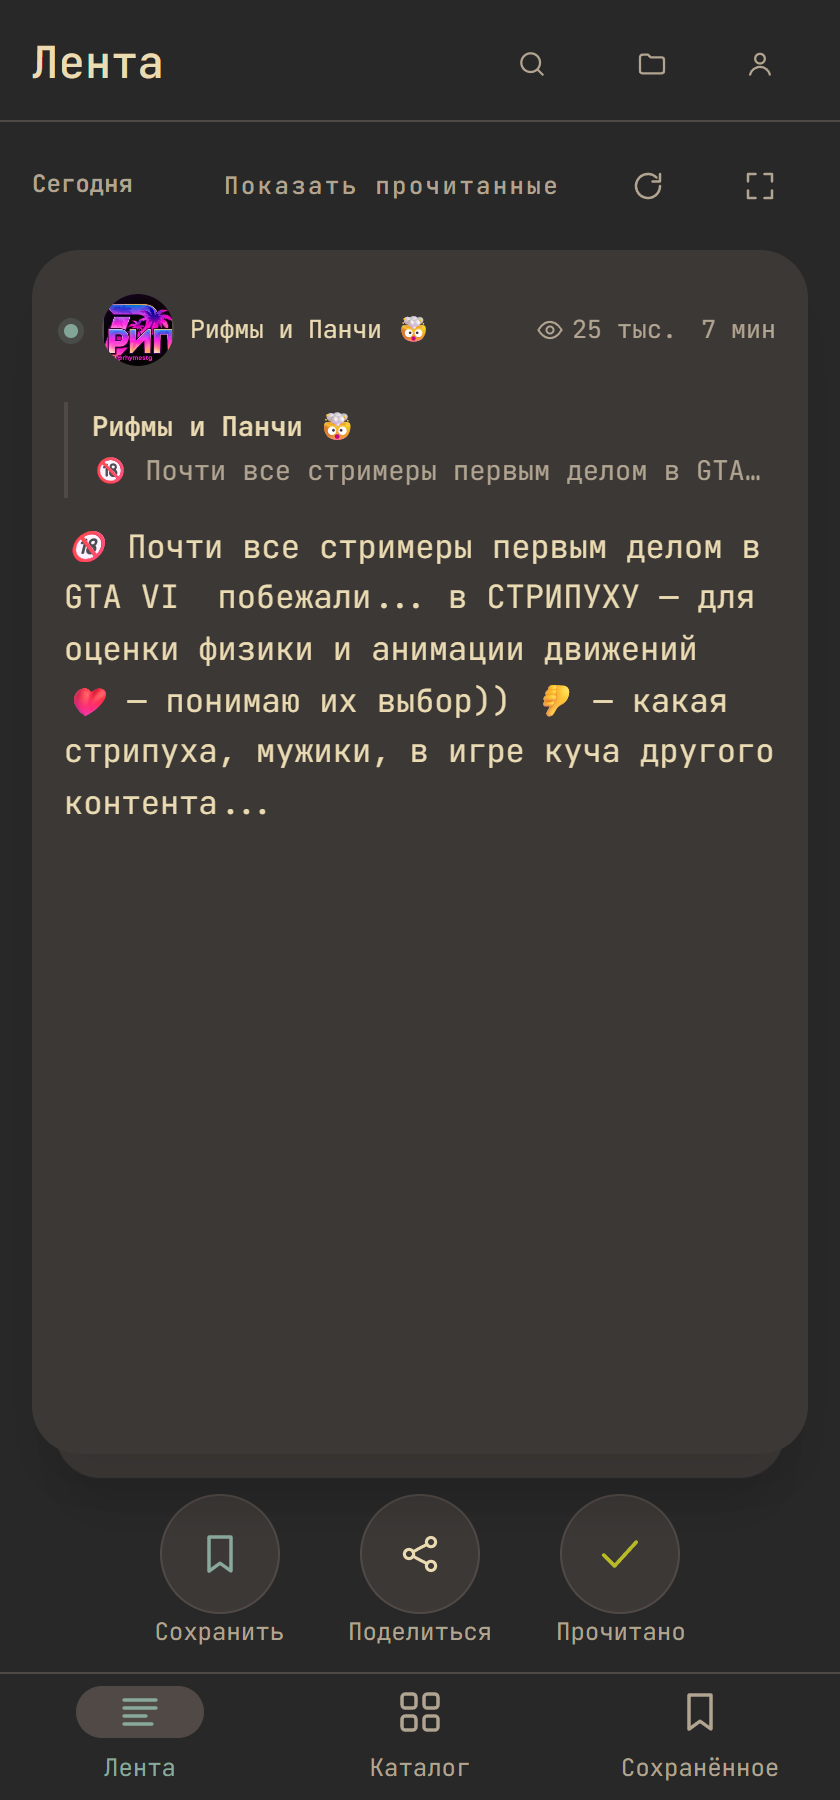 Лента
Сегодня Показать прочитанные
РИП
@rhymestg
Рифмы и Панчи 🤯 25 тыс. 7 мин
Рифмы и Панчи 🤯
🔞 Почти все стримеры первым делом в GTA…
🔞 Почти все стримеры первым делом в
GTA VI побежали... в СТРИПУХУ — для
оценки физики и анимации движений
❤️ — понимаю их выбор)) 👎 — какая
стрипуха, мужики, в игре куча другого
контента...
Сохранить Поделиться Прочитано
Лента Каталог Сохранённое